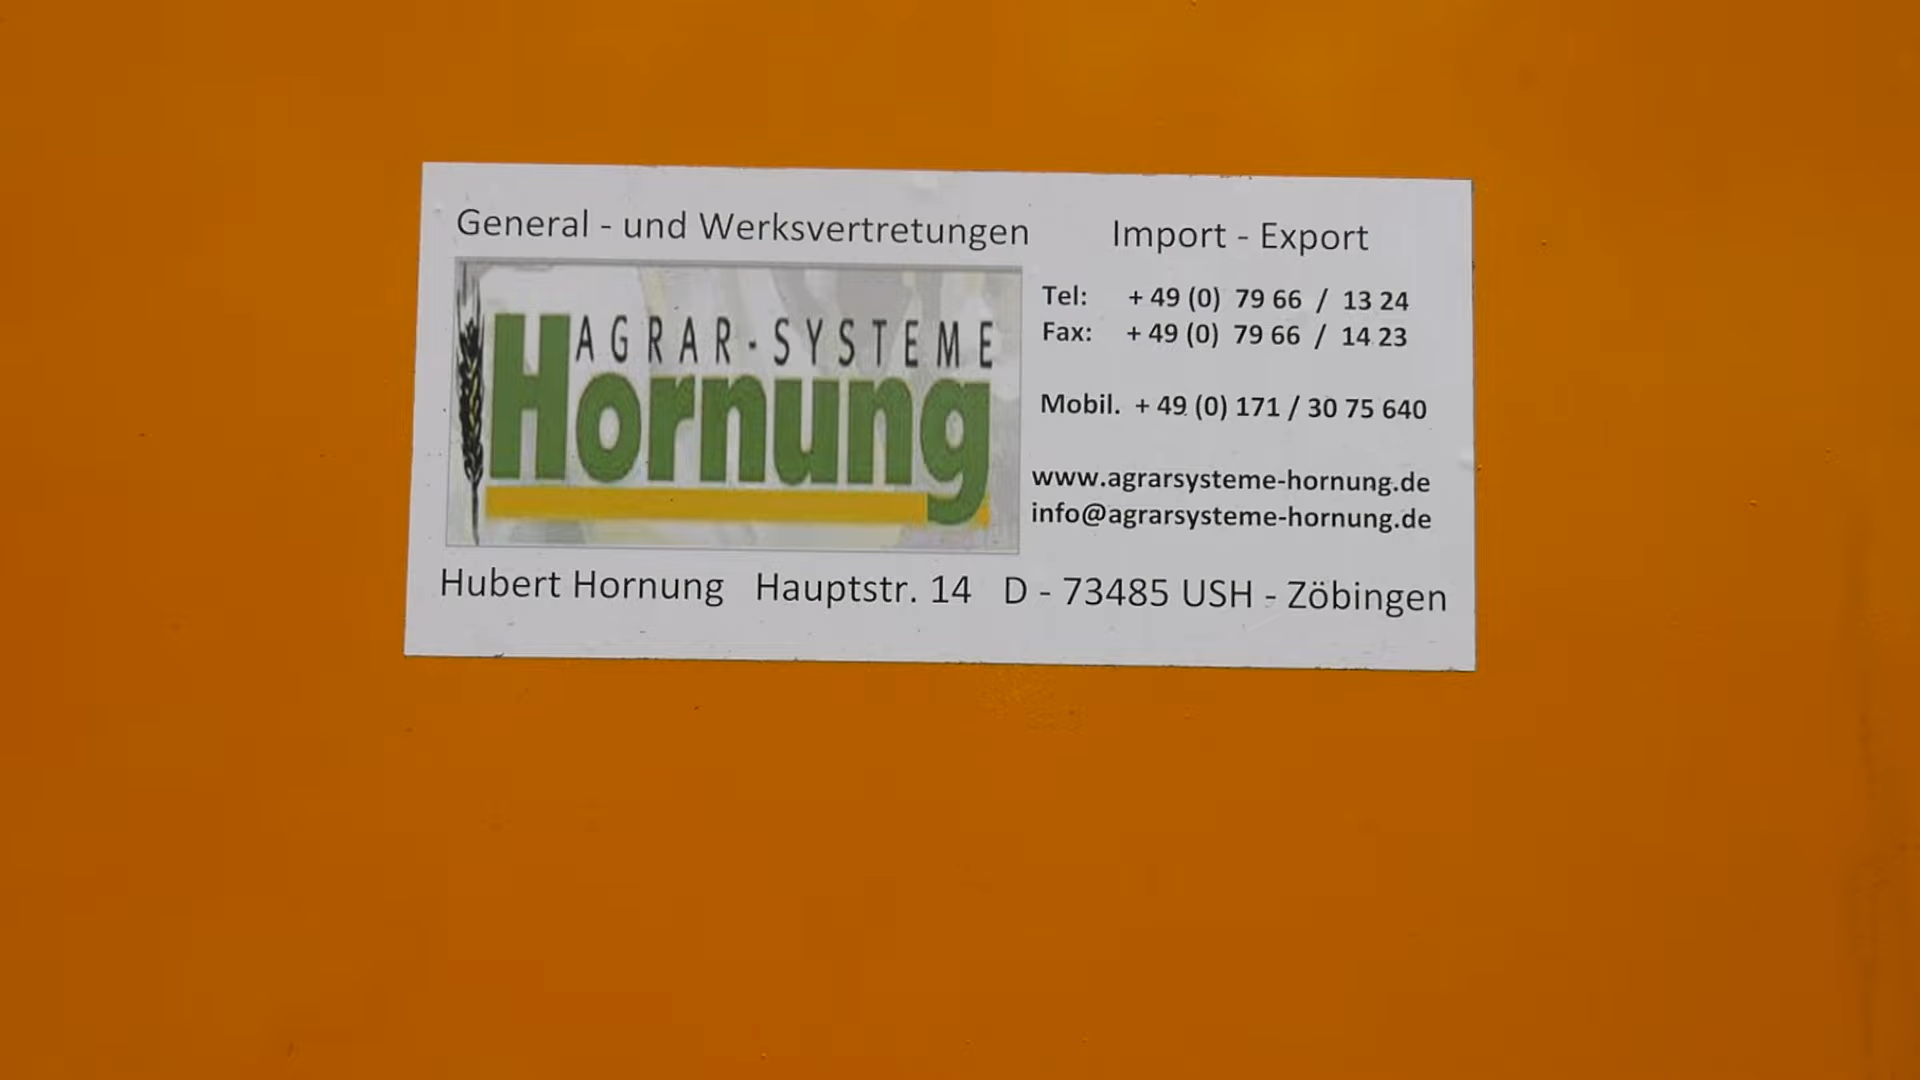 General - und Werksvertretungen
Import - Export
AGRAR-SYSTEME
Hornung
Tel: + 49 (0) 79 66 / 13 24
Fax: + 49 (0) 79 66 / 14 23
Mobil. + 49 (0) 171 / 30 75 640
www.agrarsysteme-hornung.de
info@agrarsysteme-hornung.de
Hubert Hornung Hauptstr. 14 D - 73485 USH - Zöbingen